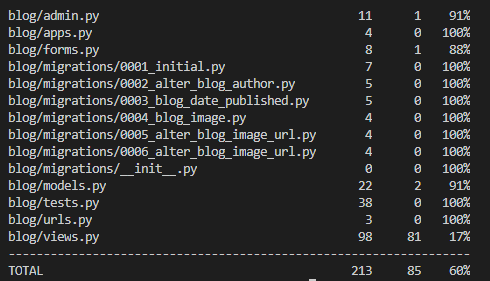 blog/admin.py 11 1 91%
blog/apps.py 4 0 100%
blog/forms.py 8 1 88%
blog/migrations/0001_initial.py 7 0 100%
blog/migrations/0002_alter_blog_author.py 5 0 100%
blog/migrations/0003_blog_date_published.py 5 0 100%
blog/migrations/0004_blog_image.py 4 0 100%
blog/migrations/0005_alter_blog_image_url.py 4 0 100%
blog/migrations/0006_alter_blog_image_url.py 4 0 100%
blog/migrations/__init__.py 0 0 100%
blog/models.py 22 2 91%
blog/tests.py 38 0 100%
blog/urls.py 3 0 100%
blog/views.py 98 81 17%
----------------------------------------------------------------
TOTAL 213 85 60%